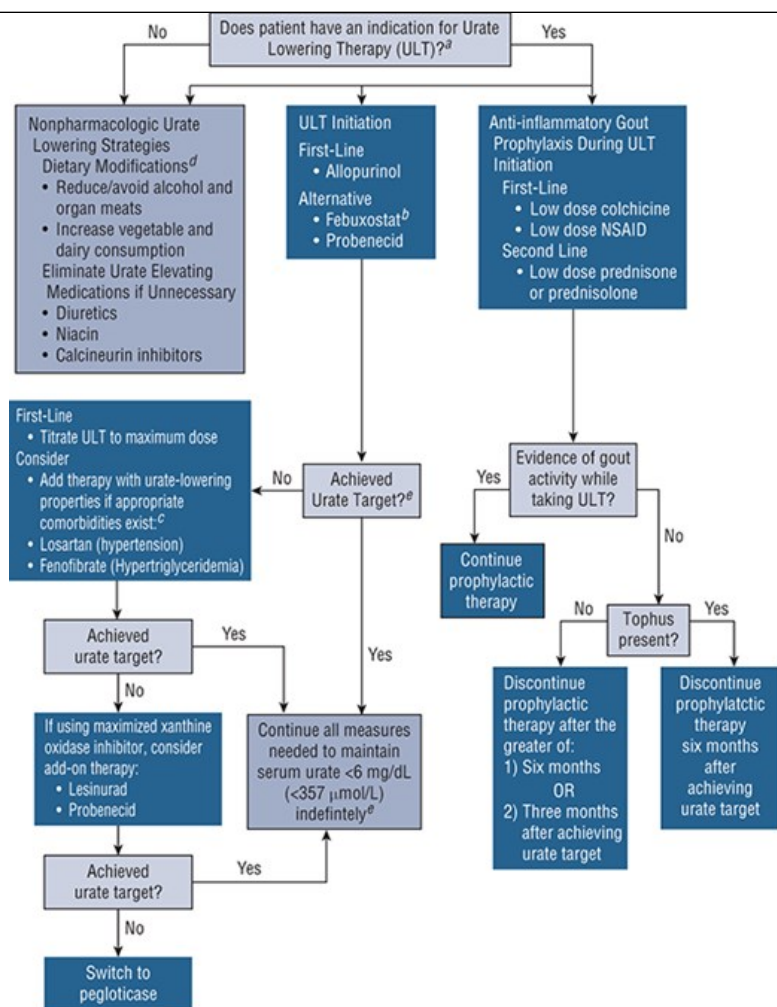 Does patient have an indication for Urate
Lowering Therapy (ULT)?a
No
Yes
Nonpharmacologic Urate
Lowering Strategies
Dietary Modificationsd
• Reduce/avoid alcohol and
organ meats
• Increase vegetable and
dairy consumption
Eliminate Urate Elevating
Medications if Unnecessary
• Diuretics
• Niacin
• Calcineurin inhibitors
ULT Initiation
First-Line
• Allopurinol
Alternative
• Febuxostatb
• Probenecid
Anti-inflammatory Gout
Prophylaxis During ULT
Initiation
First-Line
• Low dose colchicine
• Low dose NSAID
Second Line
• Low dose prednisone
or prednisolone
First-Line
• Titrate ULT to maximum dose
Consider
• Add therapy with urate-lowering
properties if appropriate
comorbidities exist:c
• Losartan (hypertension)
• Fenofibrate (Hypertriglyceridemia)
No
Achieved
Urate Target?e
Yes
Evidence of gout
activity while
taking ULT?
Yes
No
Continue
prophylactic
therapy
Tophus
present?
No
Yes
Discontinue
prophylactic
therapy after the
greater of:
1) Six months
OR
2) Three months
after achieving
urate target
Discontinue
prophylatctic
therapy
six months
after
achieving
urate target
Achieved
urate target?
Yes
No
If using maximized xanthine
oxidase inhibitor, consider
add-on therapy:
• Lesinurad
• Probenecid
Continue all measures
needed to maintain
serum urate <6 mg/dL
(<357 μmol/L)
indefintelye
Achieved
urate target?
Yes
No
Switch to
pegloticase